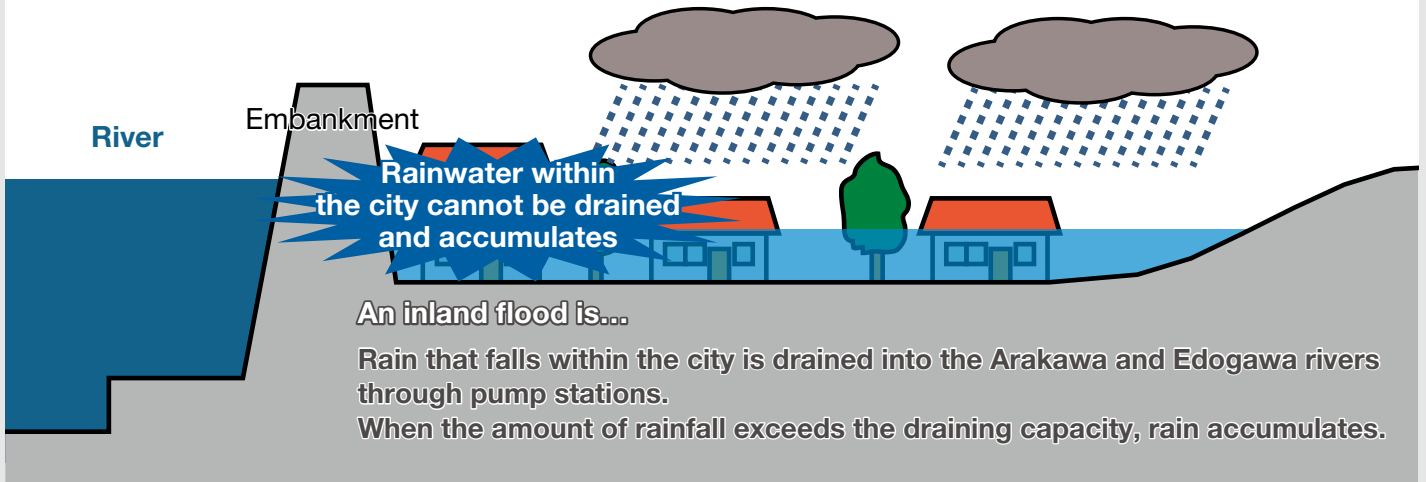 River
Embankment
Rainwater within
the city cannot be drained
and accumulates
An inland flood is...
Rain that falls within the city is drained into the Arakawa and Edogawa rivers
through pump stations.
When the amount of rainfall exceeds the draining capacity, rain accumulates.